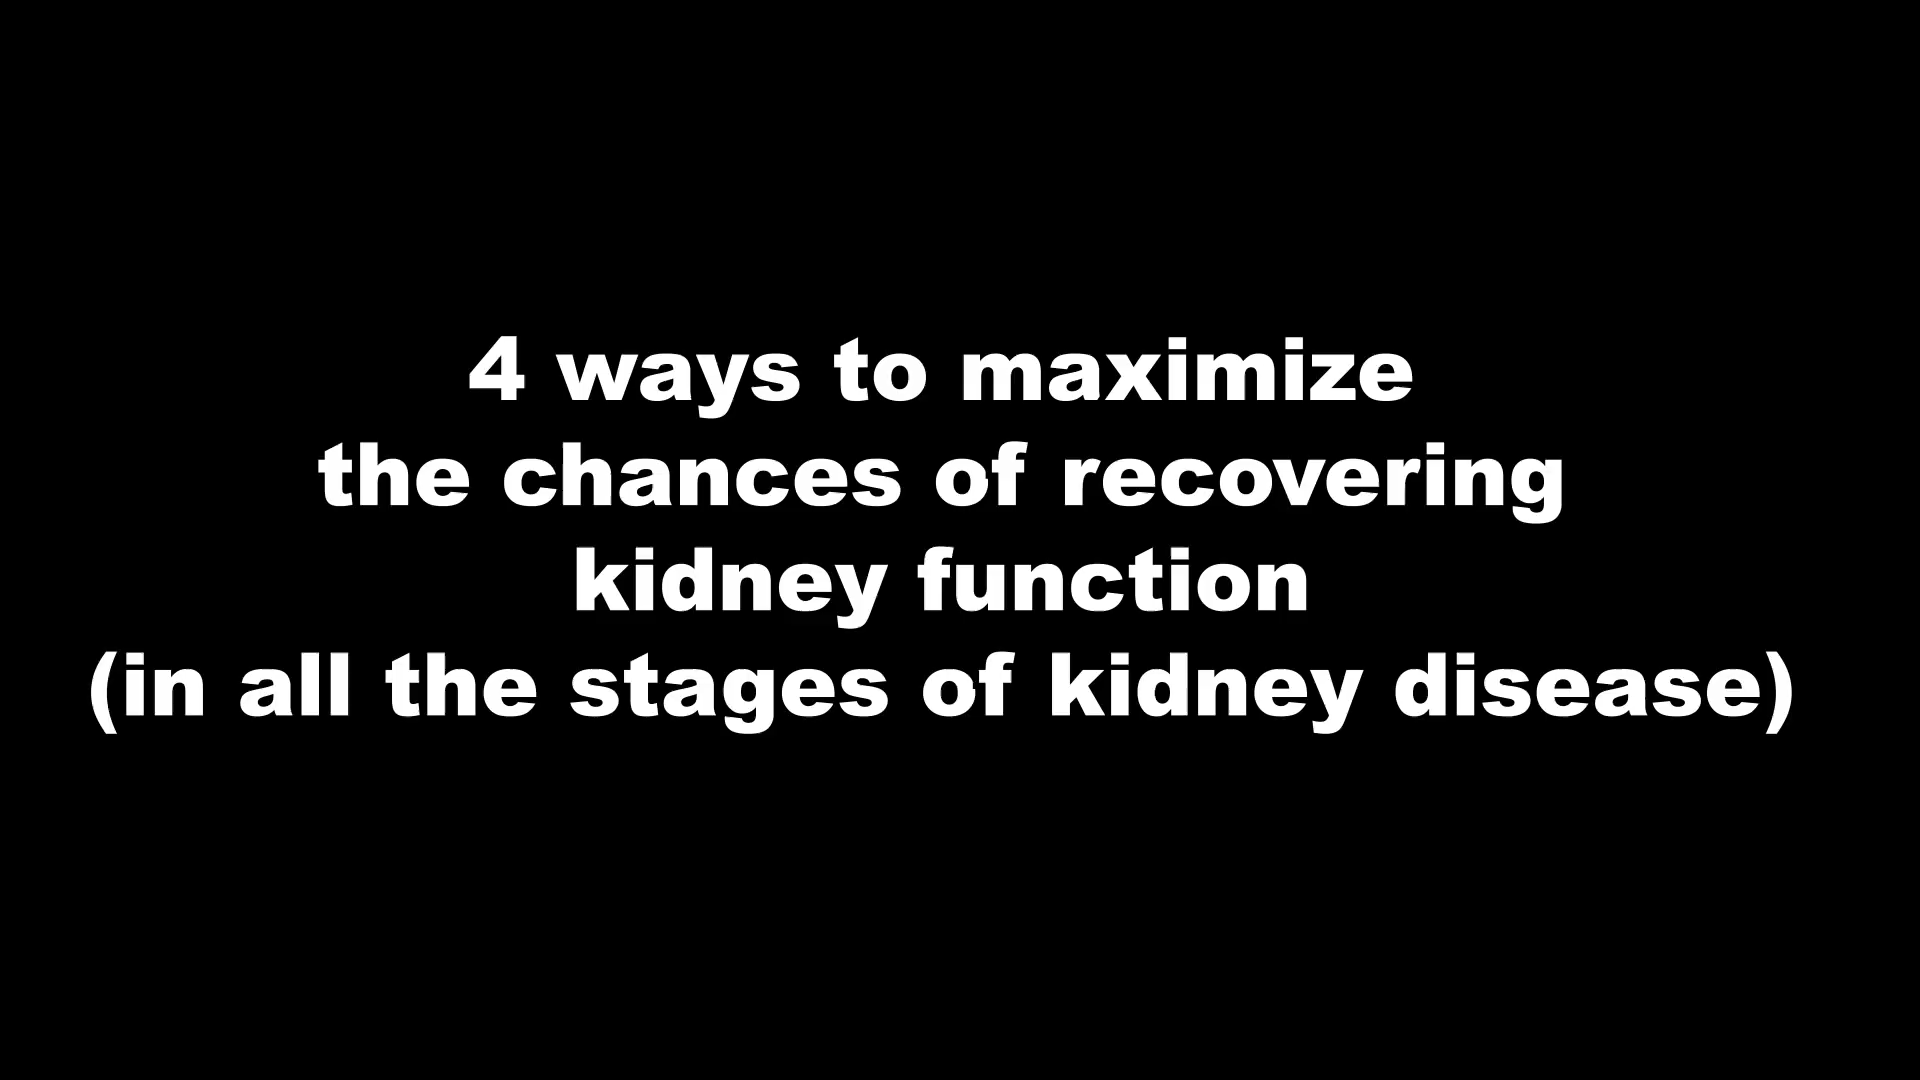 4 ways to maximize
the chances of recovering
kidney function
(in all the stages of kidney disease)